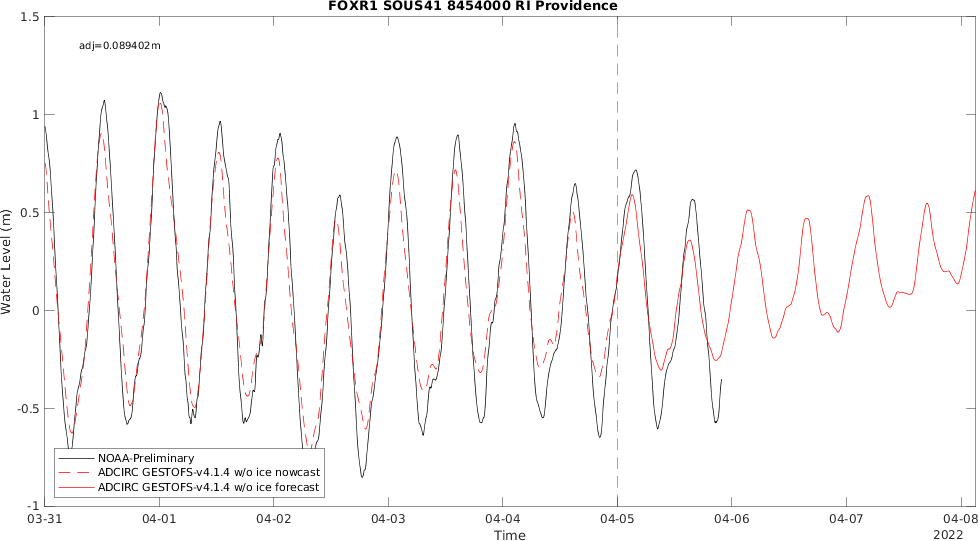 FOXR1 SOUS41 8454000 RI Providence
1.5
adj=0.089402m
1
0.5
Water Level (m)
0
-0.5
NOAA-Preliminary
ADCIRC GESTOFS-v4.1.4 w/o ice nowcast
ADCIRC GESTOFS-v4.1.4 w/o ice forecast
-1
03-31 04-01 04-02 04-03 04-04 04-05 04-06 04-07 04-08
Time 2022